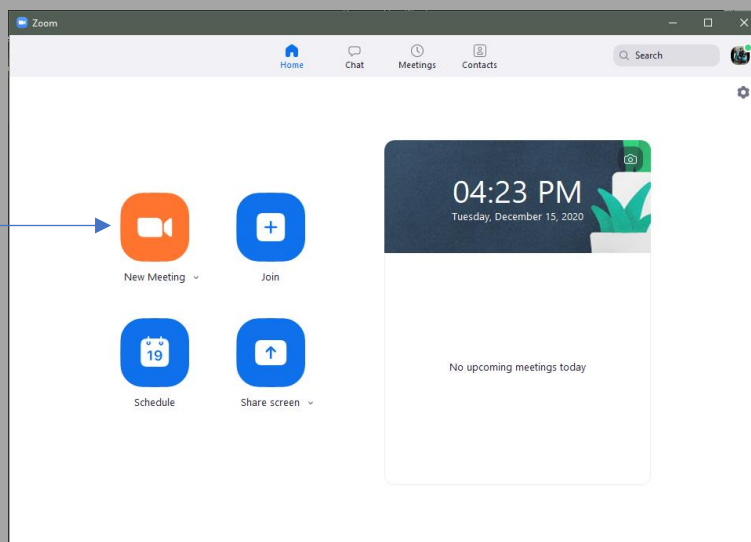 Zoom
Home
Chat
Meetings
Contacts
Search
04:23 PM
Tuesday, December 15, 2020
New Meeting
Join
19
Schedule
Share screen
No upcoming meetings today